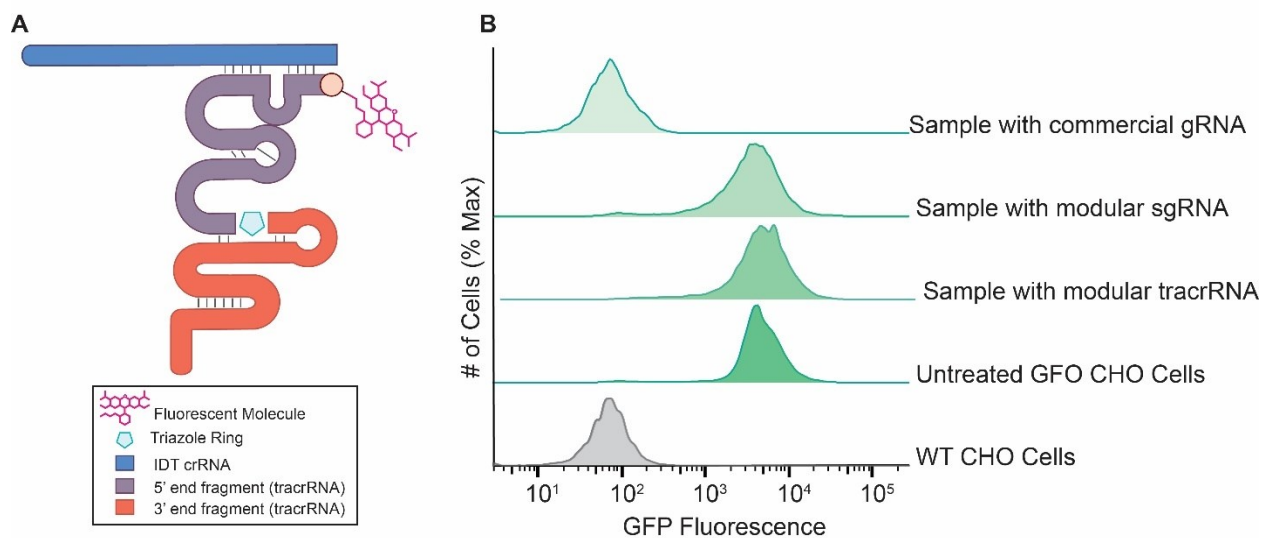 A
B
Fluorescent Molecule
Triazole Ring
IDT crRNA
5' end fragment (tracrRNA)
3' end fragment (tracrRNA)
# of Cells (% Max)
Sample with commercial gRNA
Sample with modular sgRNA
Sample with modular tracrRNA
Untreated GFO CHO Cells
WT CHO Cells
10¹ 10² 10³ 10⁴ 10⁵
GFP Fluorescence